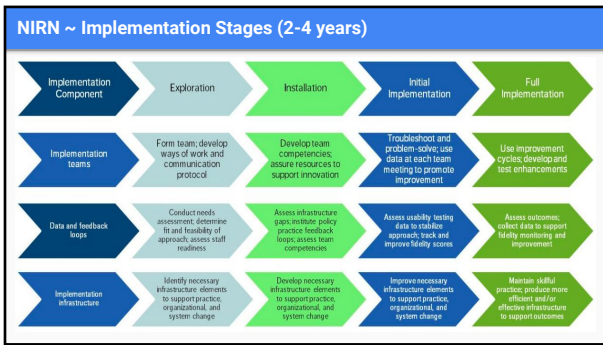 NIRN ~ Implementation Stages (2-4 years)
Implementation
Component
Exploration
Installation
Initial
Implementation
Full
Implementation
Implementation
teams
Form team; develop
ways of work and
communication
protocol
Develop team
competencies;
assure resources to
support innovation
Troubleshoot and
problem-solve; use
data at each team
meeting to promote
improvement
Use improvement
cycles; develop and
test enhancements
Data and feedback
loops
Conduct needs
assessment; determine
fit and feasibility of
approach; assess staff
readiness
Assess infrastructure
gaps; institute policy
practice feedback
loops; assess team
competencies
Assess usability testing
data to stabilize
approach; track and
improve fidelity scores
Assess outcomes;
collect data to support
fidelity monitoring and
improvement
Implementation
infrastructure
Identify necessary
infrastructure elements
to support practice,
organizational, and
system change
Develop necessary
infrastructure elements
to support practice,
organizational, and
system change
Improve necessary
infrastructure elements
to support practice,
organizational, and
system change
Maintain skillful
practice; produce more
efficient and/or
effective infrastructure
to support outcomes